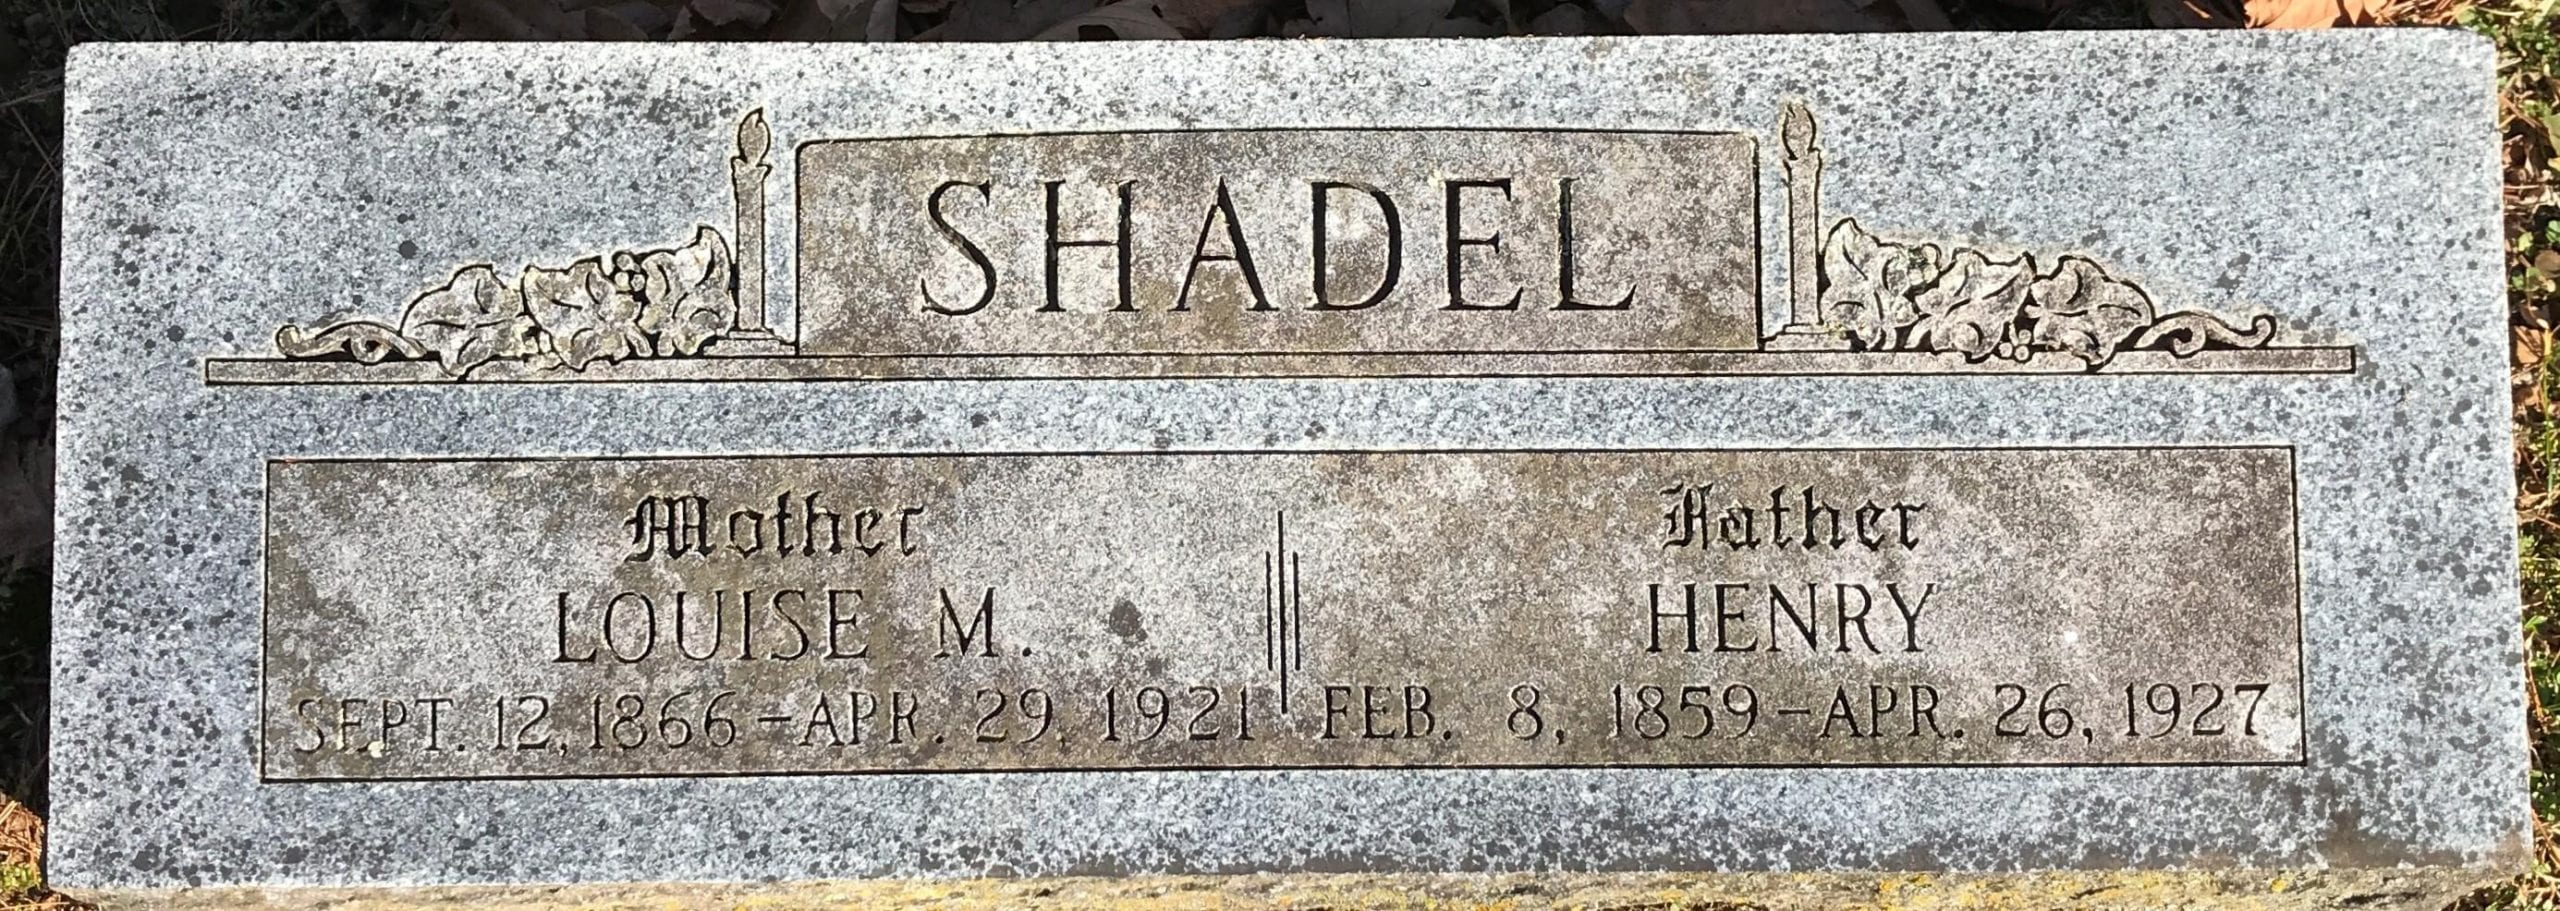 SHADEL
Mother
LOUISE M.
SEPT. 12, 1866 - APR. 29, 1921
Father
HENRY
FEB. 8, 1859 - APR. 26, 1927